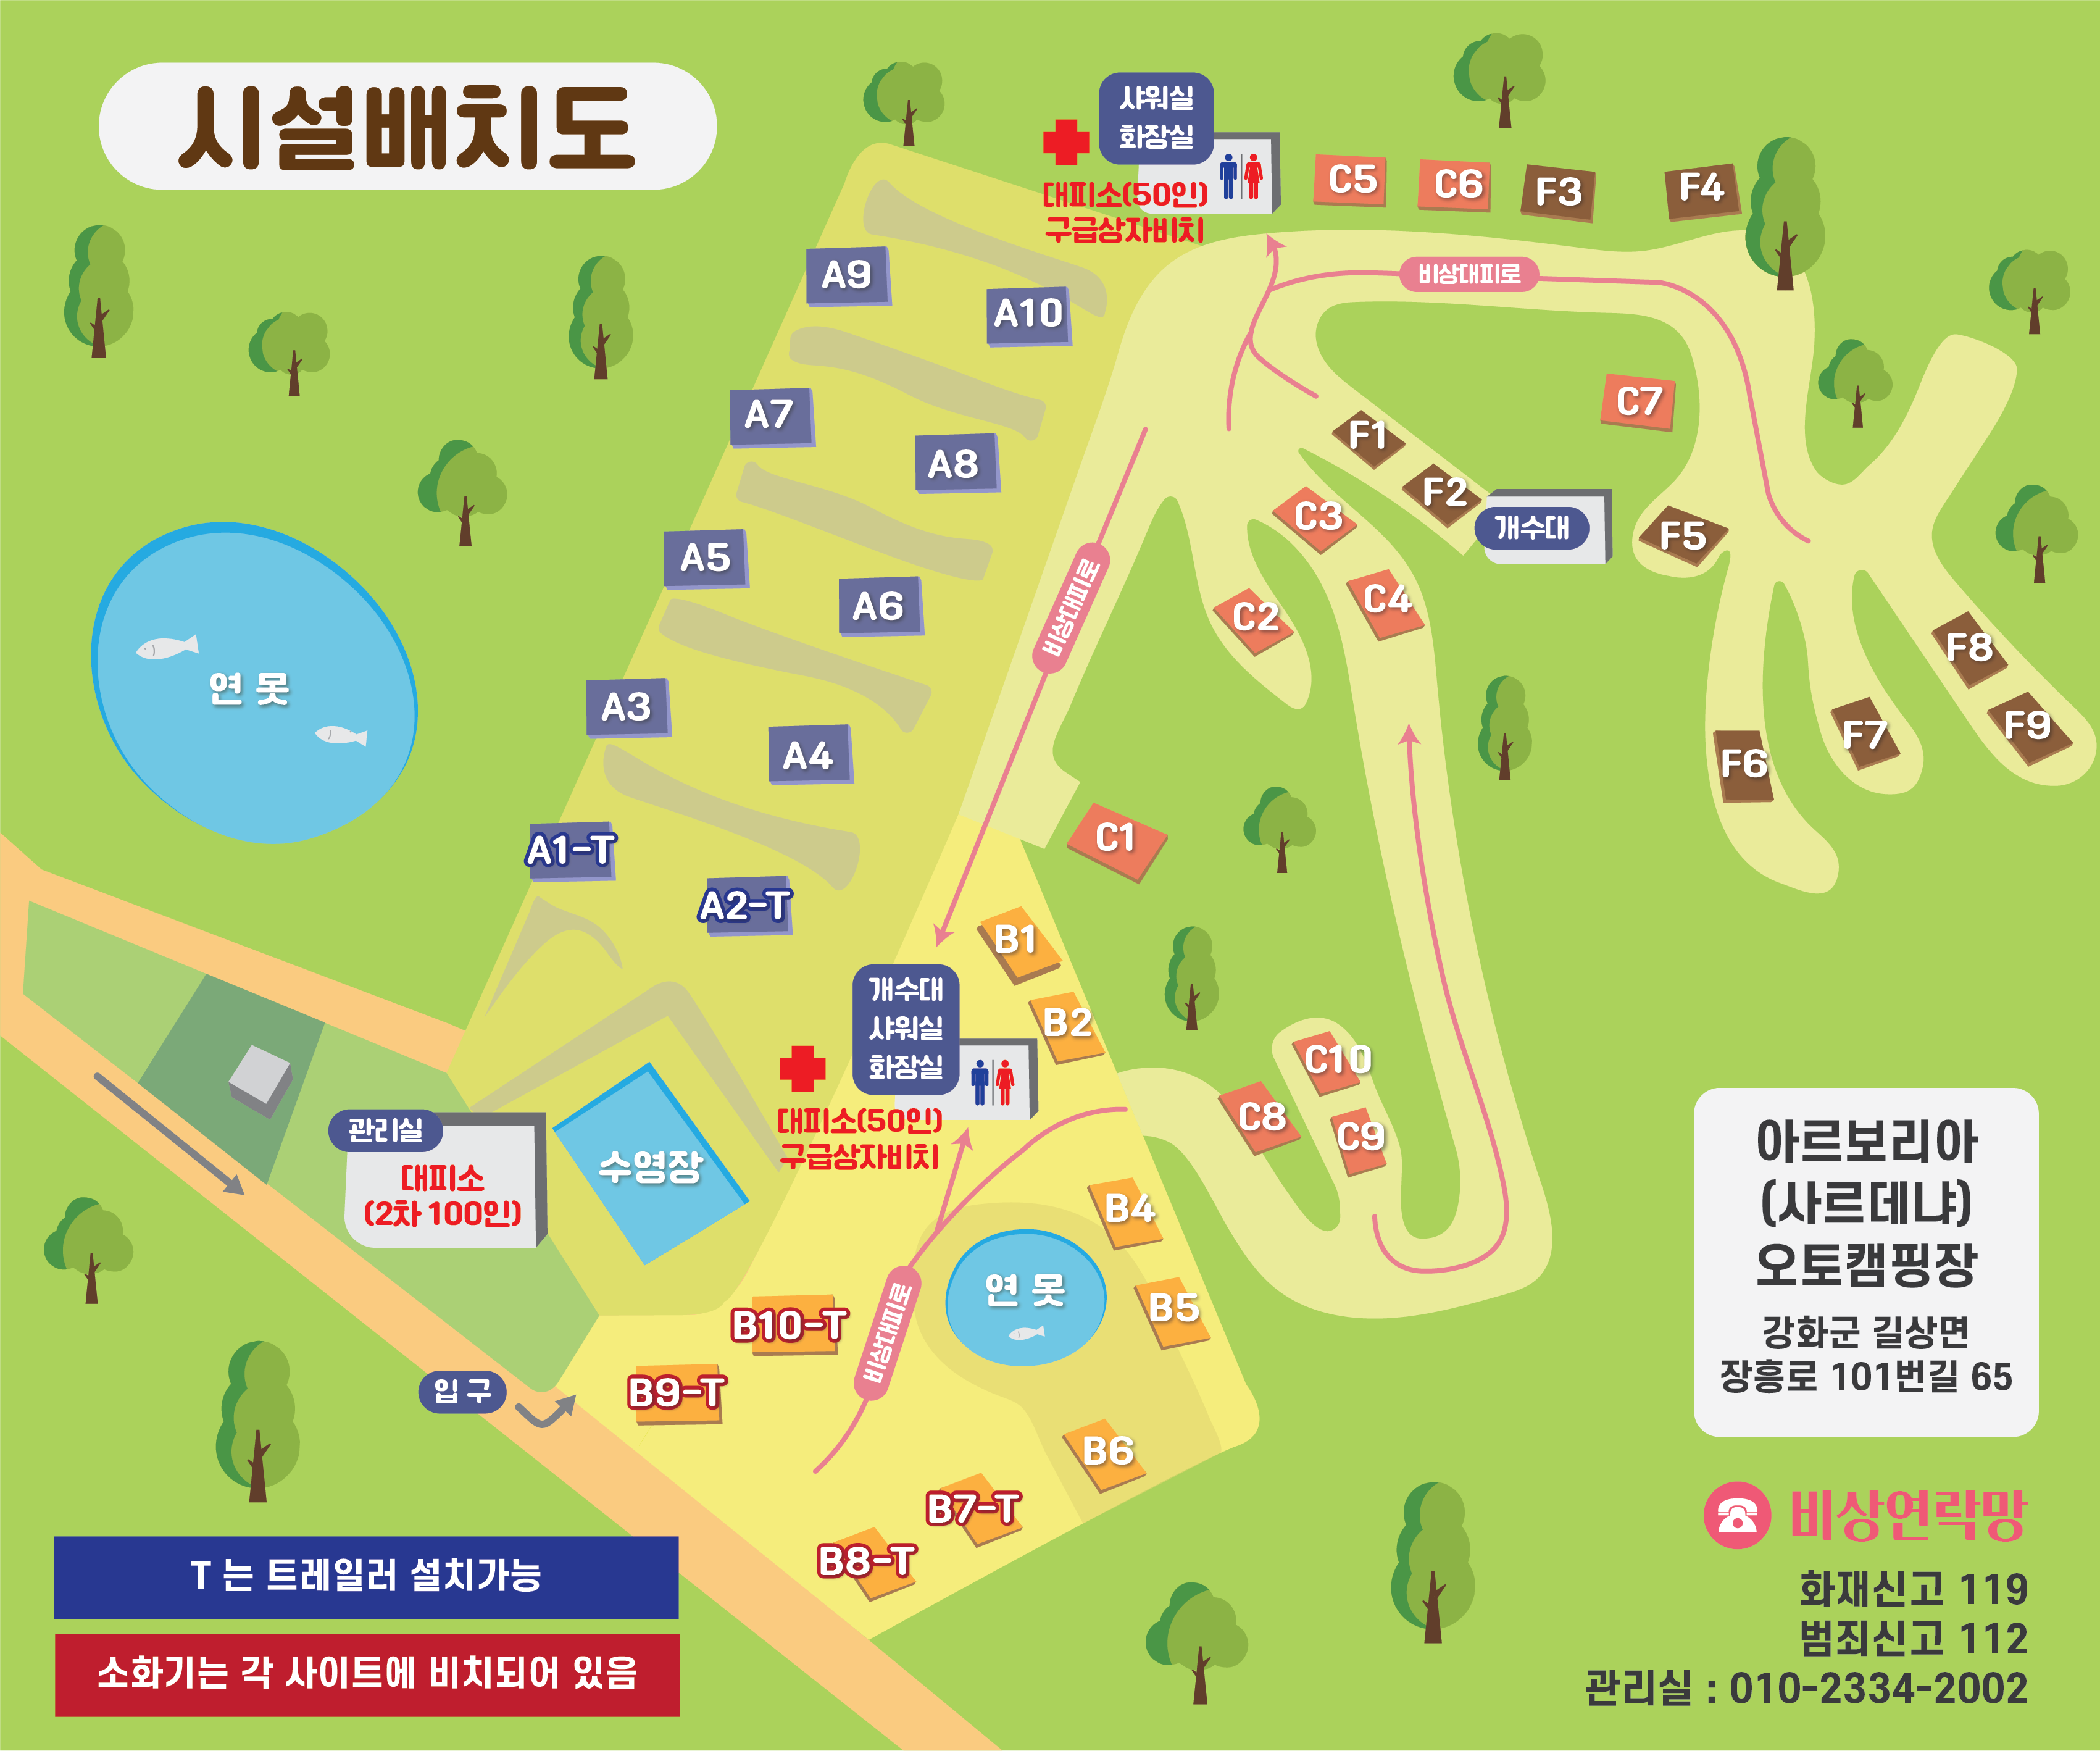 시설배치도
샤워실
화장실
대피소(50인)
구급상자비치
C5
C6
F3
F4
비상대피로
A9
A10
A7
A8
A5
A6
A3
A4
A1-T
A2-T
C7
F1
F2
개수대
F5
C3
C4
C2
비상대피로
F8
F9
F7
F6
연 못
C1
B1
B2
개수대
샤워실
화장실
대피소(50인)
구급상자비치
C10
C8
C9
관리실
대피소
(2차 100인)
수영장
B4
B5
연 못
B10-T
B9-T
비상대피로
입 구
B6
B7-T
B8-T
아르보리아
(사르데냐)
오토캠핑장
강화군 길상면
장흥로 101번길 65
비상연락망
화재신고 119
범죄신고 112
관리실 : 010-2334-2002
T 는 트레일러 설치가능
소화기는 각 사이트에 비치되어 있음